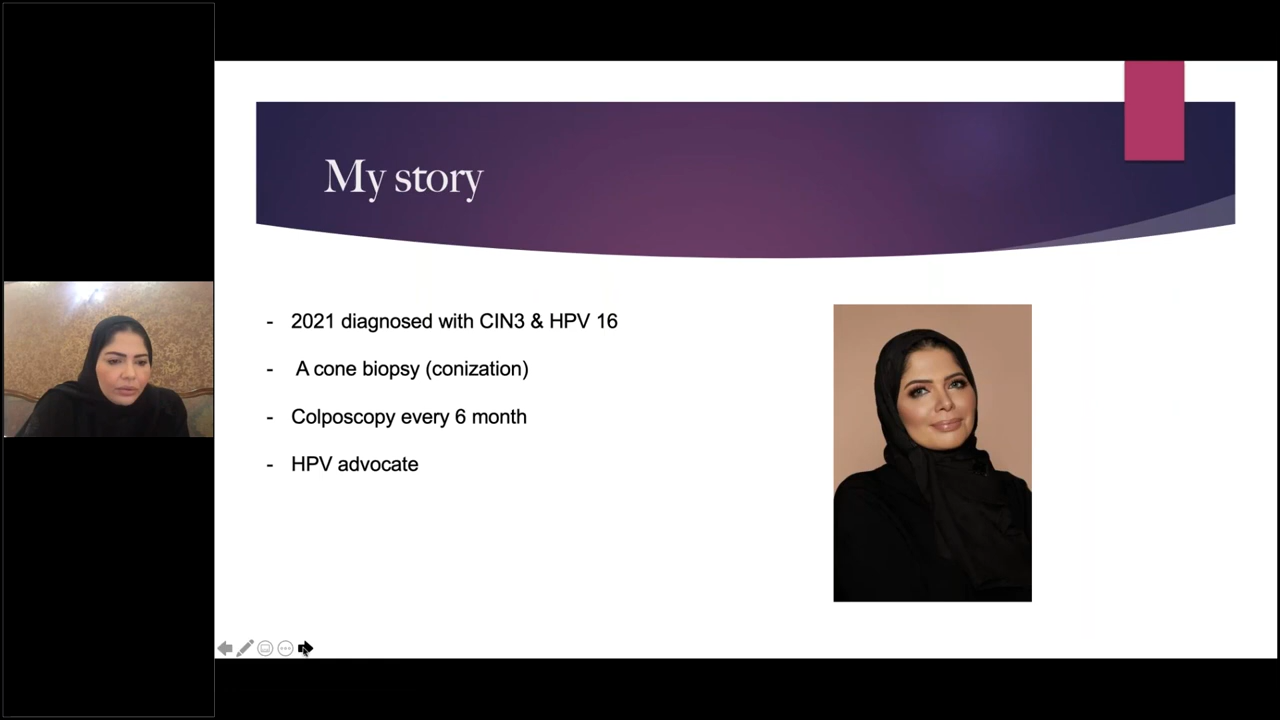 My story
- 2021 diagnosed with CIN3 & HPV 16
- A cone biopsy (conization)
- Colposcopy every 6 month
- HPV advocate